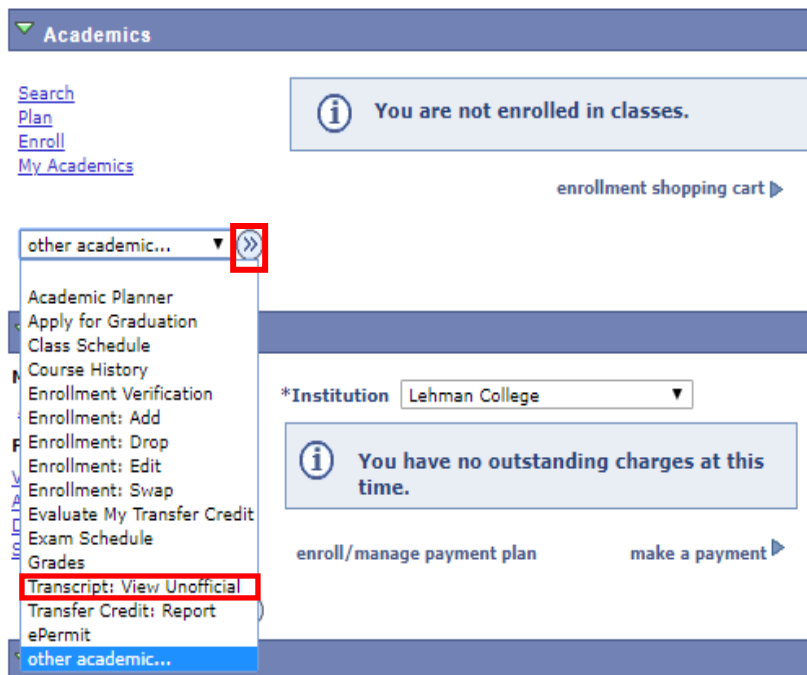 Academics
Search
Plan
Enroll
My Academics
You are not enrolled in classes.
enrollment shopping cart
other academic...
Academic Planner
Apply for Graduation
Class Schedule
Course History
Enrollment Verification
Enrollment: Add
Enrollment: Drop
Enrollment: Edit
Enrollment: Swap
Evaluate My Transfer Credit
Exam Schedule
Grades
Transcript: View Unofficial
Transfer Credit: Report
ePermit
other academic...
*Institution Lehman College
You have no outstanding charges at this
time.
enroll/manage payment plan make a payment